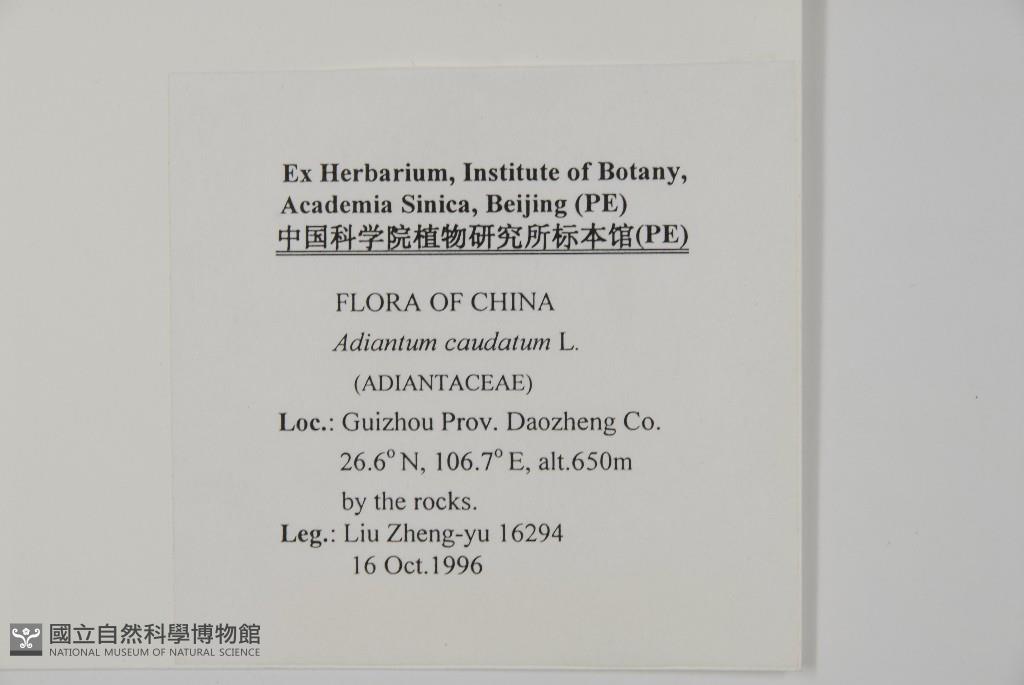 Ex Herbarium, Institute of Botany,
Academia Sinica, Beijing (PE)
中国科学院植物研究所标本馆(PE)
FLORA OF CHINA
Adiantum caudatum L.
(ADIANTACEAE)
Loc.: Guizhou Prov. Daozheng Co.
26.6° N, 106.7° E, alt.650m
by the rocks.
Leg.: Liu Zheng-yu 16294
16 Oct.1996
國立自然科學博物館
NATIONAL MUSEUM OF NATURAL SCIENCE